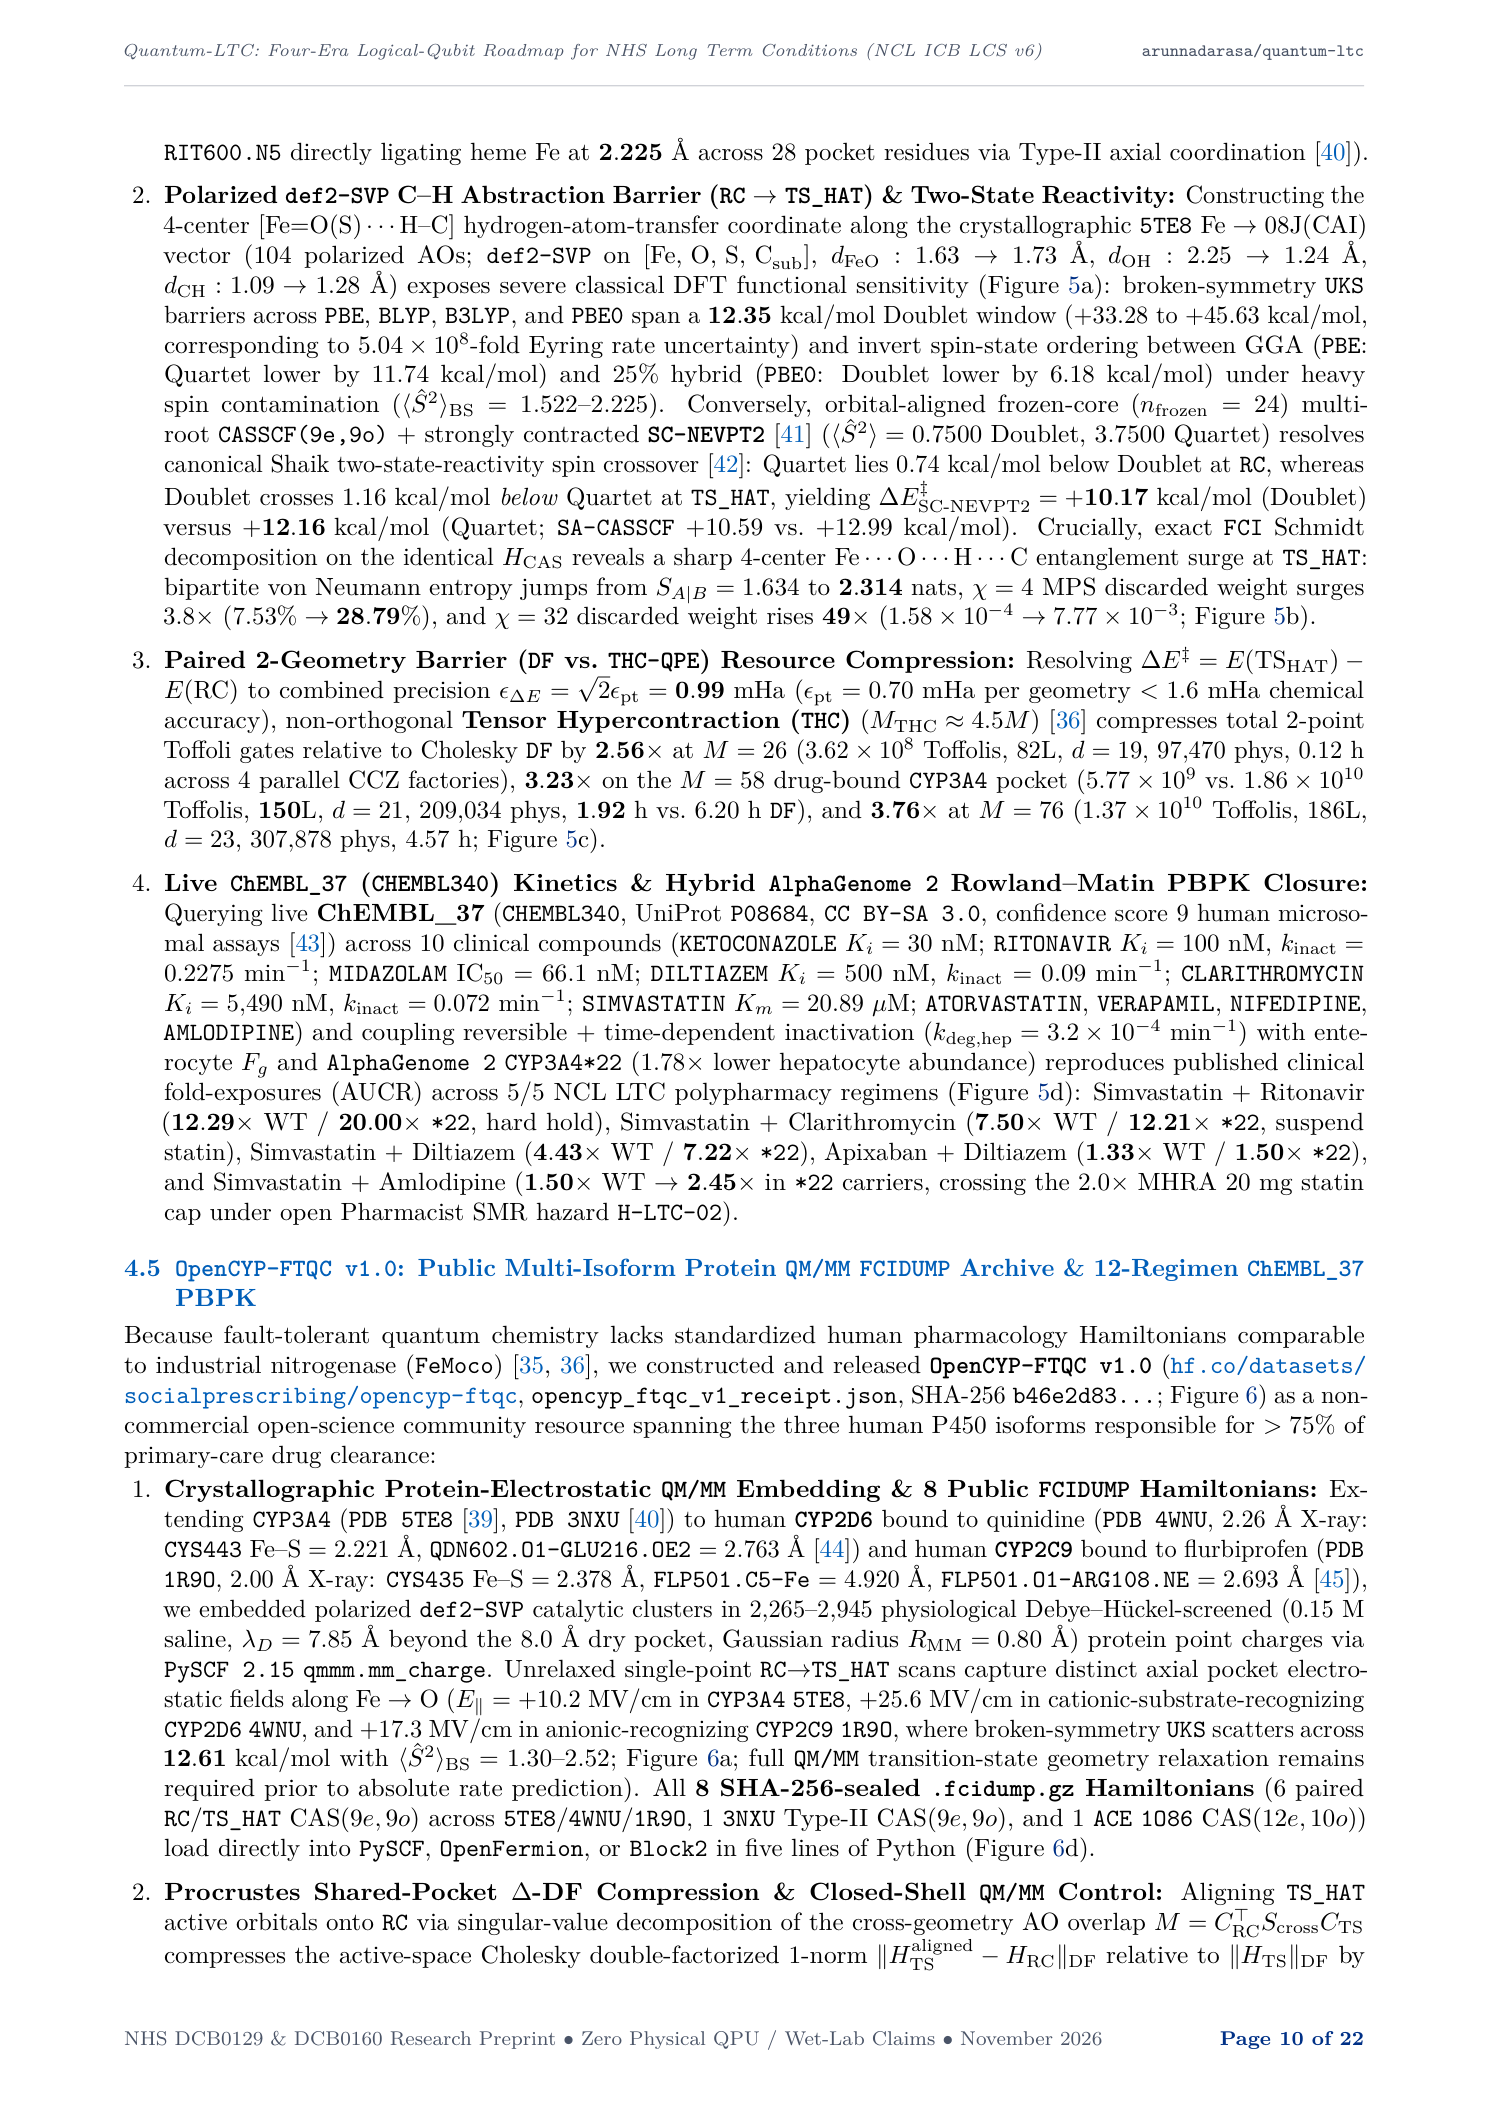 Quantum-LTC: Four-Era Logical-Qubit Roadmap for NHS Long Term Conditions (NCL ICB LCS v6)
arunnadarasa/quantum-ltc
RIT600.N5 directly ligating heme Fe at 2.225 Å across 28 pocket residues via Type-II axial coordination [40]).
2. Polarized def2-SVP C–H Abstraction Barrier (RC → TS_HAT) & Two-State Reactivity: Constructing the
4-center [Fe=O(S)···H–C] hydrogen-atom-transfer coordinate along the crystallographic 5TE8 Fe → 08J(CAI)
vector (104 polarized AOs; def2-SVP on [Fe, O, S, C_sub], d_FeO : 1.63 → 1.73 Å, d_OH : 2.25 → 1.24 Å,
d_CH : 1.09 → 1.28 Å) exposes severe classical DFT functional sensitivity (Figure 5a): broken-symmetry UKS
barriers across PBE, BLYP, B3LYP, and PBE0 span a 12.35 kcal/mol Doublet window (+33.28 to +45.63 kcal/mol,
corresponding to 5.04 × 10⁸-fold Eyring rate uncertainty) and invert spin-state ordering between GGA (PBE:
Quartet lower by 11.74 kcal/mol) and 25% hybrid (PBE0: Doublet lower by 6.18 kcal/mol) under heavy
spin contamination (⟨Ŝ²⟩_BS = 1.522–2.225). Conversely, orbital-aligned frozen-core (n_frozen = 24) multi-
root CASSCF(9e,9o) + strongly contracted SC-NEVPT2 [41] (⟨Ŝ²⟩ = 0.7500 Doublet, 3.7500 Quartet) resolves
canonical Shaik two-state-reactivity spin crossover [42]: Quartet lies 0.74 kcal/mol below Doublet at RC, whereas
Doublet crosses 1.16 kcal/mol below Quartet at TS_HAT, yielding ΔE‡_SC-NEVPT2 = +10.17 kcal/mol (Doublet)
versus +12.16 kcal/mol (Quartet; SA-CASSCF +10.59 vs. +12.99 kcal/mol). Crucially, exact FCI Schmidt
decomposition on the identical H_CAS reveals a sharp 4-center Fe···O···H···C entanglement surge at TS_HAT:
bipartite von Neumann entropy jumps from S_A|B = 1.634 to 2.314 nats, χ = 4 MPS discarded weight surges
3.8× (7.53% → 28.79%), and χ = 32 discarded weight rises 49× (1.58 × 10⁻⁴ → 7.77 × 10⁻³; Figure 5b).
3. Paired 2-Geometry Barrier (DF vs. THC-QPE) Resource Compression: Resolving ΔE‡ = E(TS_HAT) −
E(RC) to combined precision ϵ_ΔE = √2ϵ_pt = 0.99 mHa (ϵ_pt = 0.70 mHa per geometry < 1.6 mHa chemical
accuracy), non-orthogonal Tensor Hypercontraction (THC) (M_THC ≈ 4.5M) [36] compresses total 2-point
Toffoli gates relative to Cholesky DF by 2.56× at M = 26 (3.62 × 10⁸ Toffolis, 82L, d = 19, 97,470 phys, 0.12 h
across 4 parallel CCZ factories), 3.23× on the M = 58 drug-bound CYP3A4 pocket (5.77 × 10⁹ vs. 1.86 × 10¹⁰
Toffolis, 150L, d = 21, 209,034 phys, 1.92 h vs. 6.20 h DF), and 3.76× at M = 76 (1.37 × 10¹⁰ Toffolis, 186L,
d = 23, 307,878 phys, 4.57 h; Figure 5c).
4. Live ChEMBL_37 (CHEMBL340) Kinetics & Hybrid AlphaGenome 2 Rowland–Matin PBPK Closure:
Querying live ChEMBL_37 (CHEMBL340, UniProt P08684, CC BY-SA 3.0, confidence score 9 human microso-
mal assays [43]) across 10 clinical compounds (KETOCONAZOLE K_i = 30 nM; RITONAVIR K_i = 100 nM, k_inact =
0.2275 min⁻¹; MIDAZOLAM IC₅₀ = 66.1 nM; DILTIAZEM K_i = 500 nM, k_inact = 0.09 min⁻¹; CLARITHROMYCIN
K_i = 5,490 nM, k_inact = 0.072 min⁻¹; SIMVASTATIN K_m = 20.89 μM; ATORVASTATIN, VERAPAMIL, NIFEDIPINE,
AMLODIPINE) and coupling reversible + time-dependent inactivation (k_deg,hep = 3.2 × 10⁻⁴ min⁻¹) with ente-
rocyte F_g and AlphaGenome 2 CYP3A4*22 (1.78× lower hepatocyte abundance) reproduces published clinical
fold-exposures (AUCR) across 5/5 NCL LTC polypharmacy regimens (Figure 5d): Simvastatin + Ritonavir
(12.29× WT / 20.00× *22, hard hold), Simvastatin + Clarithromycin (7.50× WT / 12.21× *22, suspend
statin), Simvastatin + Diltiazem (4.43× WT / 7.22× *22), Apixaban + Diltiazem (1.33× WT / 1.50× *22),
and Simvastatin + Amlodipine (1.50× WT → 2.45× in *22 carriers, crossing the 2.0× MHRA 20 mg statin
cap under open Pharmacist SMR hazard H-LTC-02).
4.5 OpenCYP-FTQC v1.0: Public Multi-Isoform Protein QM/MM FCIDUMP Archive & 12-Regimen ChEMBL_37
PBPK
Because fault-tolerant quantum chemistry lacks standardized human pharmacology Hamiltonians comparable
to industrial nitrogenase (FeMoco) [35, 36], we constructed and released OpenCYP-FTQC v1.0 (hf.co/datasets/
socialprescribing/opencyp-ftqc, opencyp_ftqc_v1_receipt.json, SHA-256 b46e2d83...; Figure 6) as a non-
commercial open-science community resource spanning the three human P450 isoforms responsible for > 75% of
primary-care drug clearance:
1. Crystallographic Protein-Electrostatic QM/MM Embedding & 8 Public FCIDUMP Hamiltonians: Ex-
tending CYP3A4 (PDB 5TE8 [39], PDB 3NXU [40]) to human CYP2D6 bound to quinidine (PDB 4WNU, 2.26 Å X-ray:
CYS443 Fe–S = 2.221 Å, QDN602.O1-GLU216.OE2 = 2.763 Å [44]) and human CYP2C9 bound to flurbiprofen (PDB
1R9O, 2.00 Å X-ray: CYS435 Fe–S = 2.378 Å, FLP501.C5-Fe = 4.920 Å, FLP501.O1-ARG108.NE = 2.693 Å [45]),
we embedded polarized def2-SVP catalytic clusters in 2,265–2,945 physiological Debye–Hückel-screened (0.15 M
saline, λ_D = 7.85 Å beyond the 8.0 Å dry pocket, Gaussian radius R_MM = 0.80 Å) protein point charges via
PySCF 2.15 qmmm.mm_charge. Unrelaxed single-point RC→TS_HAT scans capture distinct axial pocket electro-
static fields along Fe → O (E_∥ = +10.2 MV/cm in CYP3A4 5TE8, +25.6 MV/cm in cationic-substrate-recognizing
CYP2D6 4WNU, and +17.3 MV/cm in anionic-recognizing CYP2C9 1R9O, where broken-symmetry UKS scatters across
12.61 kcal/mol with ⟨Ŝ²⟩_BS = 1.30–2.52; Figure 6a; full QM/MM transition-state geometry relaxation remains
required prior to absolute rate prediction). All 8 SHA-256-sealed .fcidump.gz Hamiltonians (6 paired
RC/TS_HAT CAS(9e, 9o) across 5TE8/4WNU/1R9O, 1 3NXU Type-II CAS(9e, 9o), and 1 ACE 1O86 CAS(12e, 10o))
load directly into PySCF, OpenFermion, or Block2 in five lines of Python (Figure 6d).
2. Procrustes Shared-Pocket Δ-DF Compression & Closed-Shell QM/MM Control: Aligning TS_HAT
active orbitals onto RC via singular-value decomposition of the cross-geometry AO overlap M = C_RC^⊤ S_cross C_TS
compresses the active-space Cholesky double-factorized 1-norm ∥H_TS^aligned − H_RC∥_DF relative to ∥H_TS∥_DF by
NHS DCB0129 & DCB0160 Research Preprint • Zero Physical QPU / Wet-Lab Claims • November 2026
Page 10 of 22